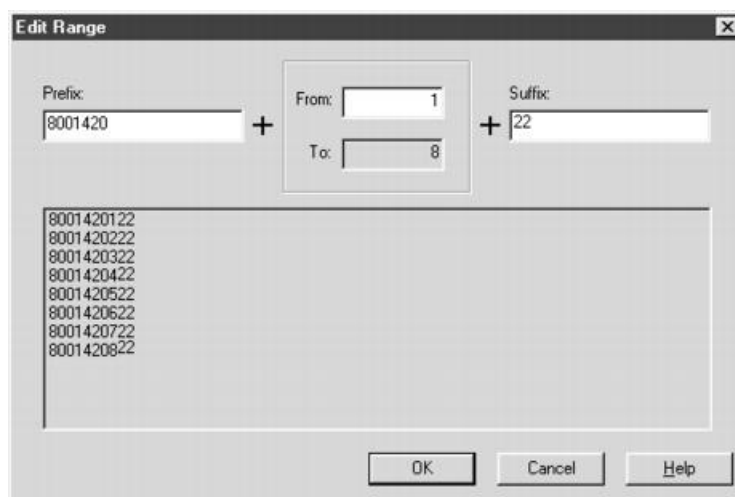 Edit Range
Prefix:
8001420
+
From: 1
To: 8
+
Suffix:
22
8001420122
8001420222
8001420322
8001420422
8001420522
8001420622
8001420722
8001420822
OK
Cancel
Help